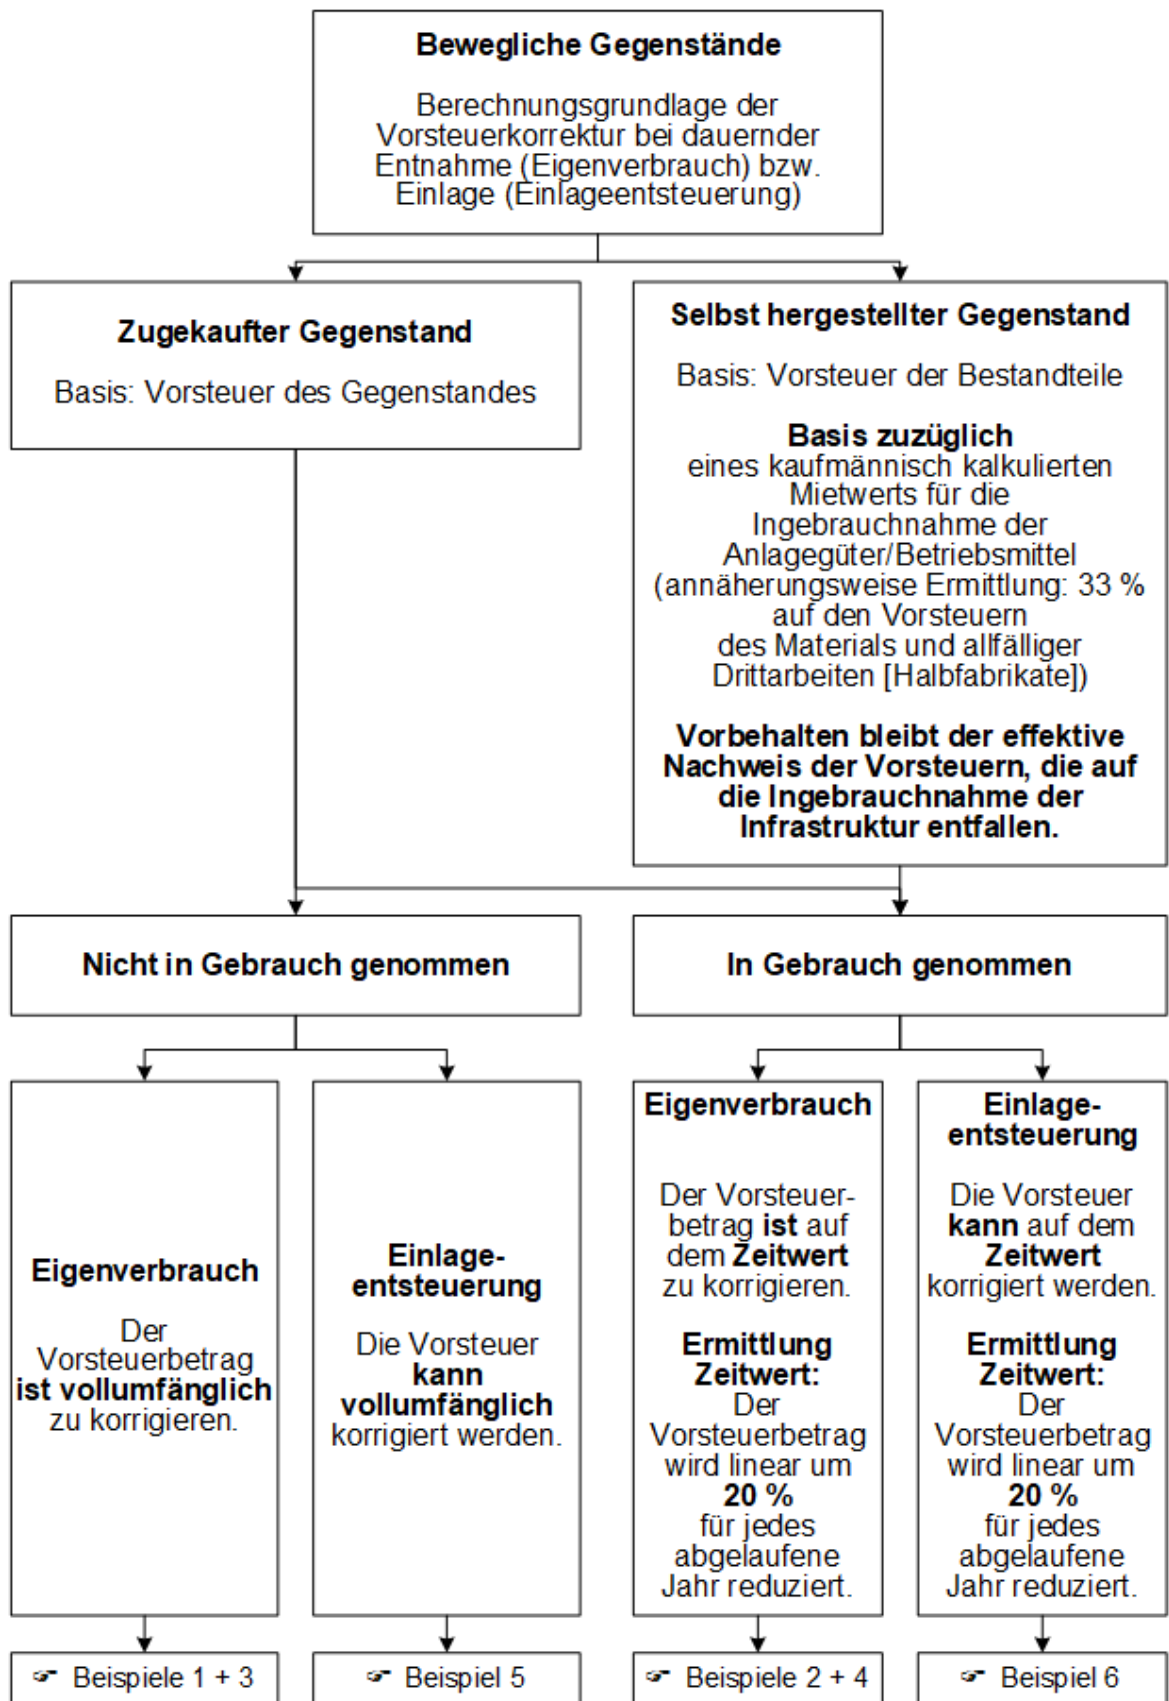 Bewegliche Gegenstände
Berechnungsgrundlage der
Vorsteuerkorrektur bei dauernder
Entnahme (Eigenverbrauch) bzw.
Einlage (Einlageentsteuerung)
Zugekaufter Gegenstand
Basis: Vorsteuer des Gegenstandes
Selbst hergestellter Gegenstand
Basis: Vorsteuer der Bestandteile
Basis zuzüglich
eines kaufmännisch kalkulierten
Mietwerts für die
Ingebrauchnahme der
Anlagegüter/Betriebsmittel
(annäherungsweise Ermittlung: 33 %
auf den Vorsteuern
des Materials und allfälliger
Drittarbeiten [Halbfabrikate])
Vorbehalten bleibt der effektive
Nachweis der Vorsteuern, die auf
die Ingebrauchnahme der
Infrastruktur entfallen.
Nicht in Gebrauch genommen
In Gebrauch genommen
Eigenverbrauch
Der
Vorsteuerbetrag
ist vollumfänglich
zu korrigieren.
Einlage-
entsteuerung
Die Vorsteuer
kann
vollumfänglich
korrigiert werden.
Eigenverbrauch
Der Vorsteuer-
betrag ist auf
dem Zeitwert
zu korrigieren.
Ermittlung
Zeitwert:
Der
Vorsteuerbetrag
wird linear um
20 %
für jedes
abgelaufene
Jahr reduziert.
Einlage-
entsteuerung
Die Vorsteuer
kann auf dem
Zeitwert
korrigiert werden.
Ermittlung
Zeitwert:
Der
Vorsteuerbetrag
wird linear um
20 %
für jedes
abgelaufene
Jahr reduziert.
☞ Beispiele 1 + 3
☞ Beispiel 5
☞ Beispiele 2 + 4
☞ Beispiel 6